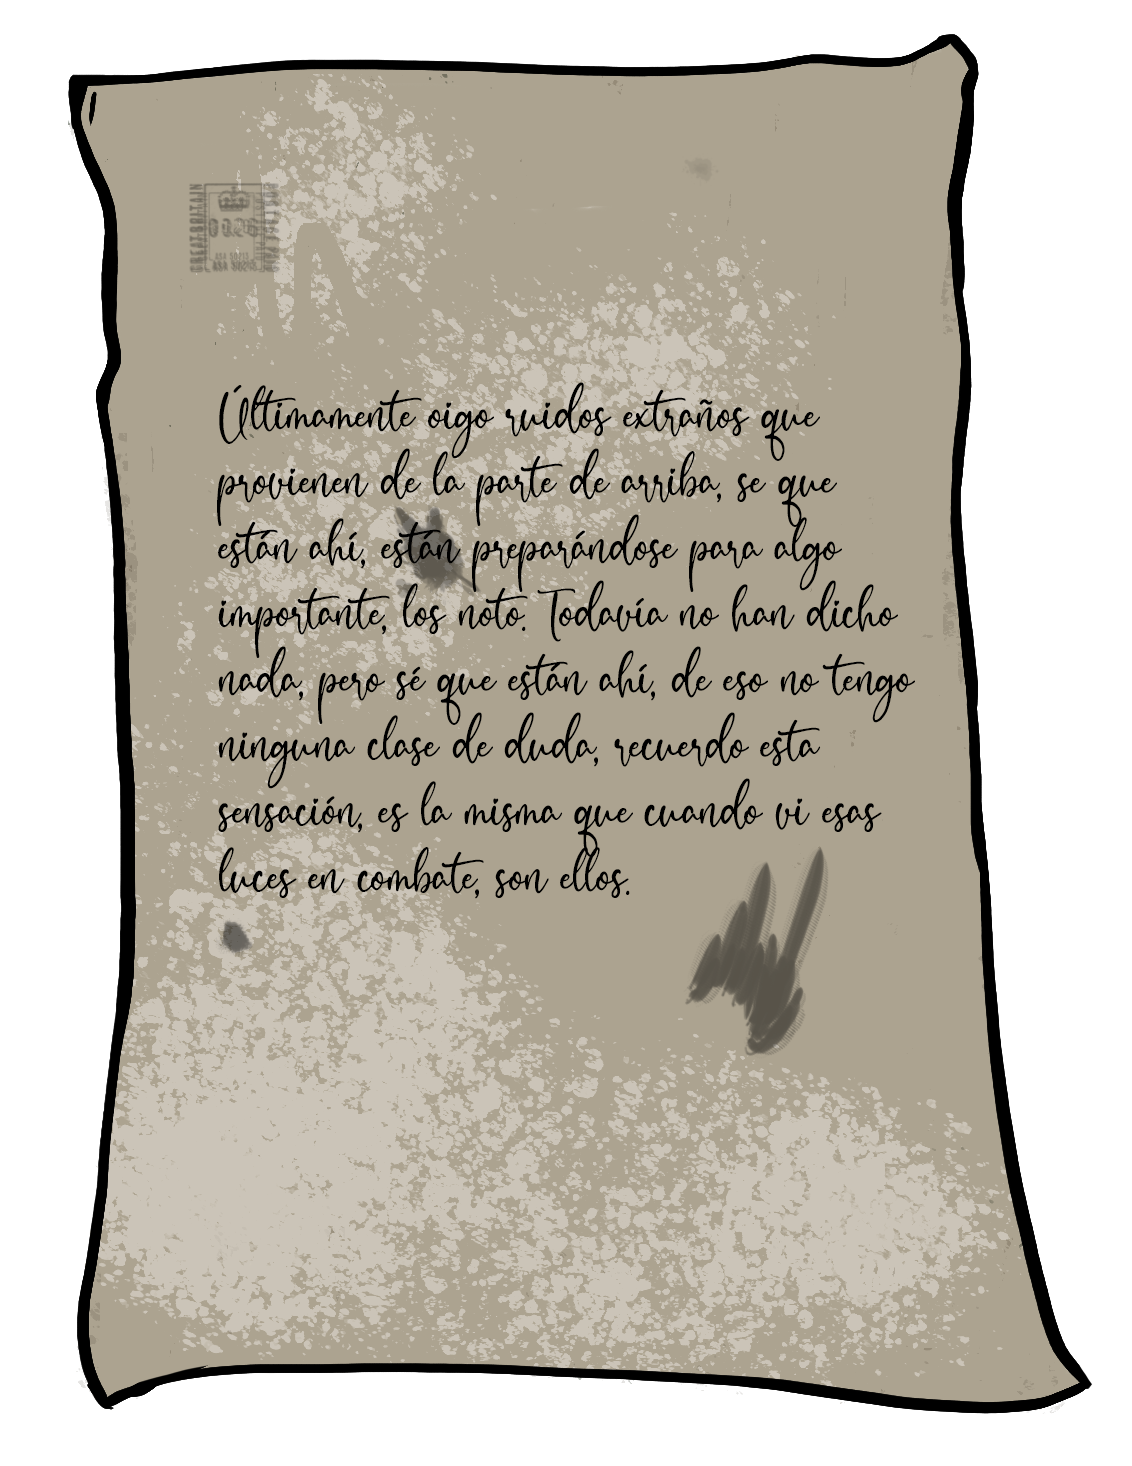 GREAT BRITAIN
Últimamente oigo ruidos extraños que
provienen de la parte de arriba, se que
están ahí, están preparándose para algo
importante, los noto. Todavía no han dicho
nada, pero sé que están ahí, de eso no tengo
ninguna clase de duda, recuerdo esta
sensación, es la misma que cuando vi esas
luces en combate, son ellos.